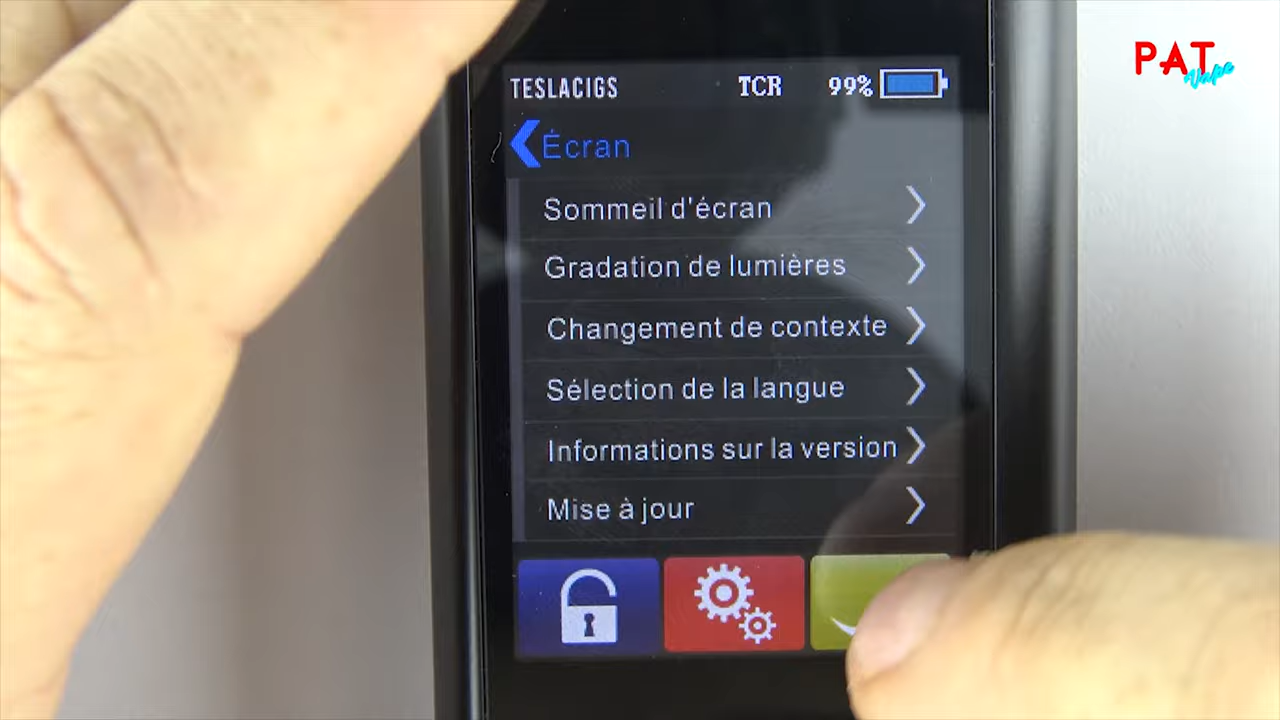 PAT
Vape
TESLACIGS TCR 99%
Écran
Sommeil d'écran
Gradation de lumières
Changement de contexte
Sélection de la langue
Informations sur la version
Mise à jour